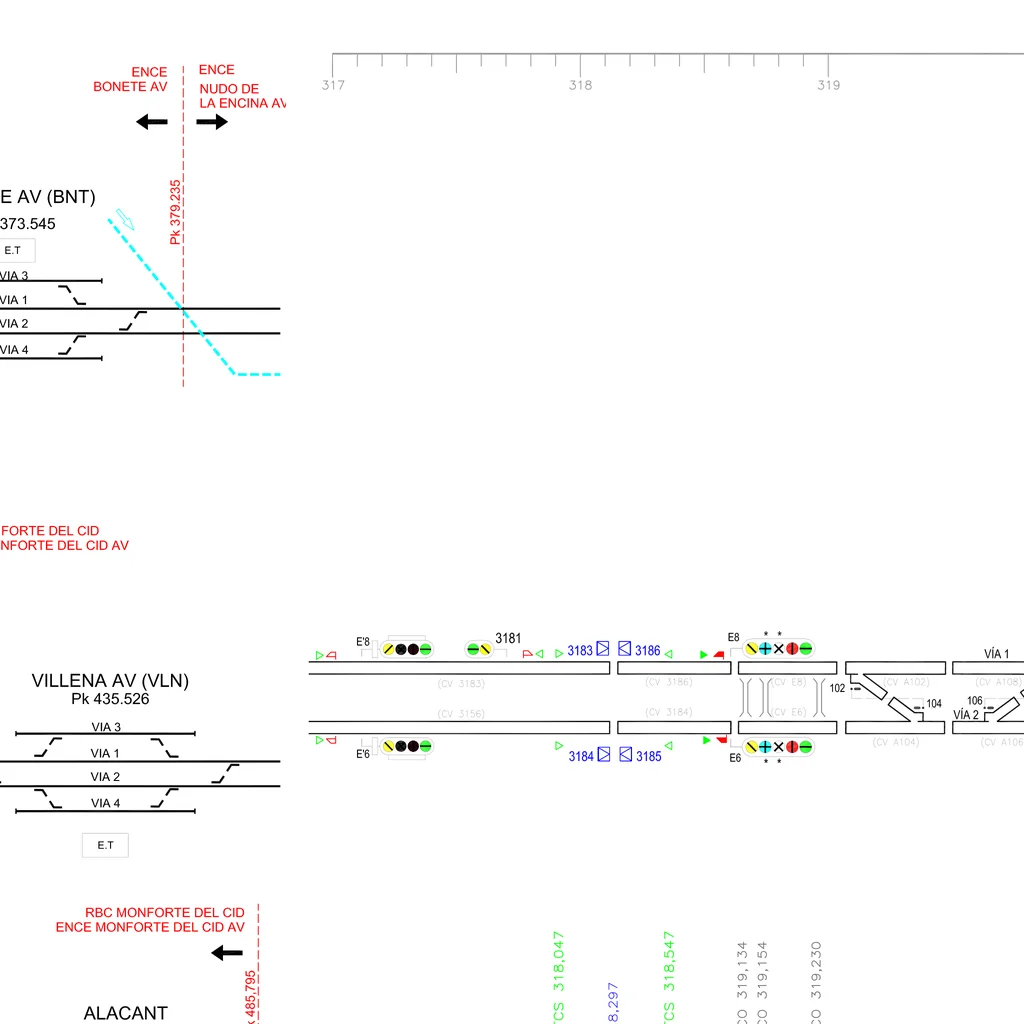 317
318
319
ENCE
BONETE AV
ENCE
NUDO DE
LA ENCINA AV
Pk 379.235
E AV (BNT)
373.545
E.T
VIA 3
VIA 1
VIA 2
VIA 4
FORTE DEL CID
NFORTE DEL CID AV
E'8
3181
3183
3186
E8
* *
VÍA 1
(CV 3183)
(CV 3186)
(CV E8)
(CV A102)
(CV A108)
102
104
106
VÍA 2
(CV 3156)
(CV 3184)
(CV E6)
(CV A104)
(CV A106
E'6
3184
3185
E6
* *
VILLENA AV (VLN)
Pk 435.526
VIA 3
VIA 1
VIA 2
VIA 4
E.T
RBC MONFORTE DEL CID
ENCE MONFORTE DEL CID AV
k 485.795
ALACANT
TCS 318,047
8,297
TCS 318,547
CO 319,134
CO 319,154
CO 319,230